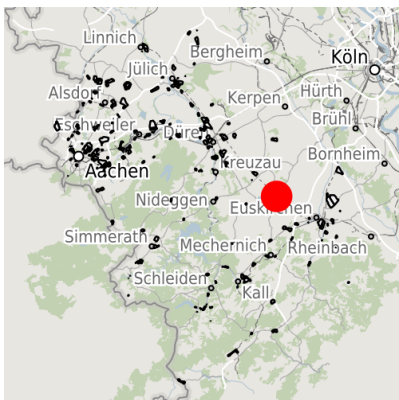 Linnich
Bergheim
Köln
Jülich
Alsdorf
Kerpen
Hürth
Brühl
Eschweiler
Düren
Bornheim
Kreuzau
Aachen
Nideggen
Euskirchen
Simmerath
Mechernich
Rheinbach
Schleiden
Kall